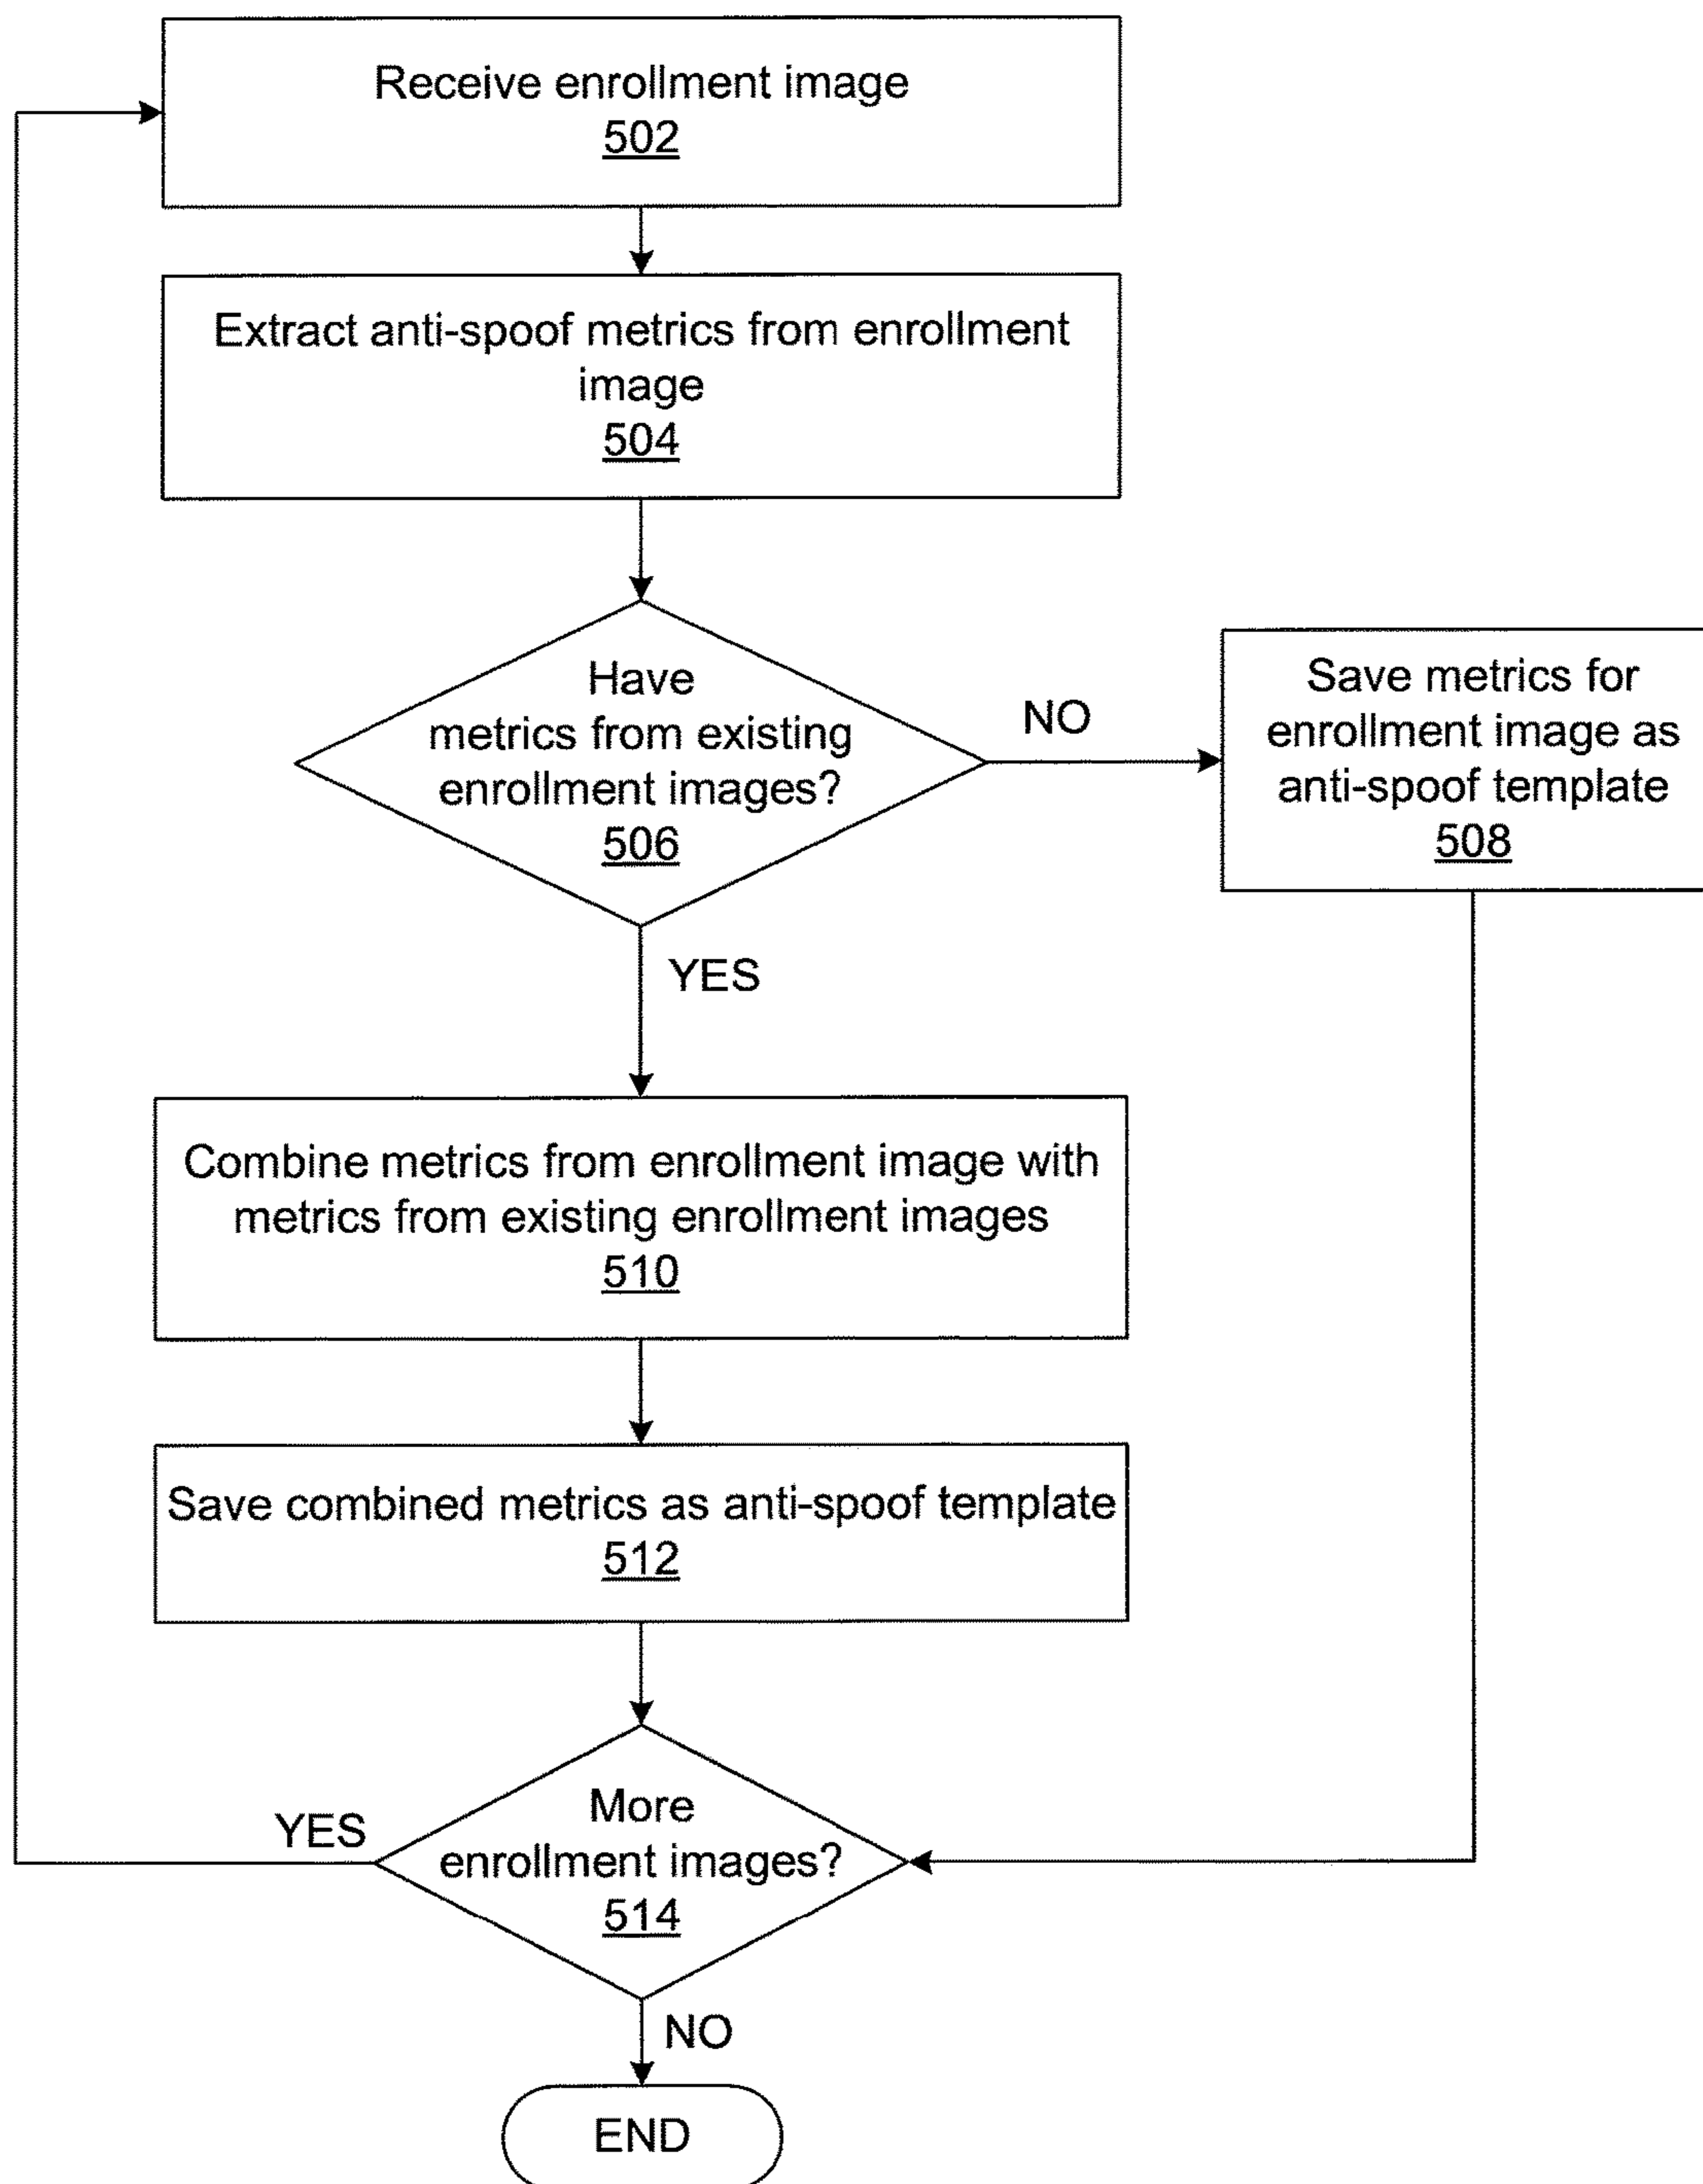 Receive enrollment image
502
Extract anti-spoof metrics from enrollment
image
504
Have
metrics from existing
enrollment images?
506
NO
Save metrics for
enrollment image as
anti-spoof template
508
YES
Combine metrics from enrollment image with
metrics from existing enrollment images
510
Save combined metrics as anti-spoof template
512
More
enrollment images?
514
YES
NO
END